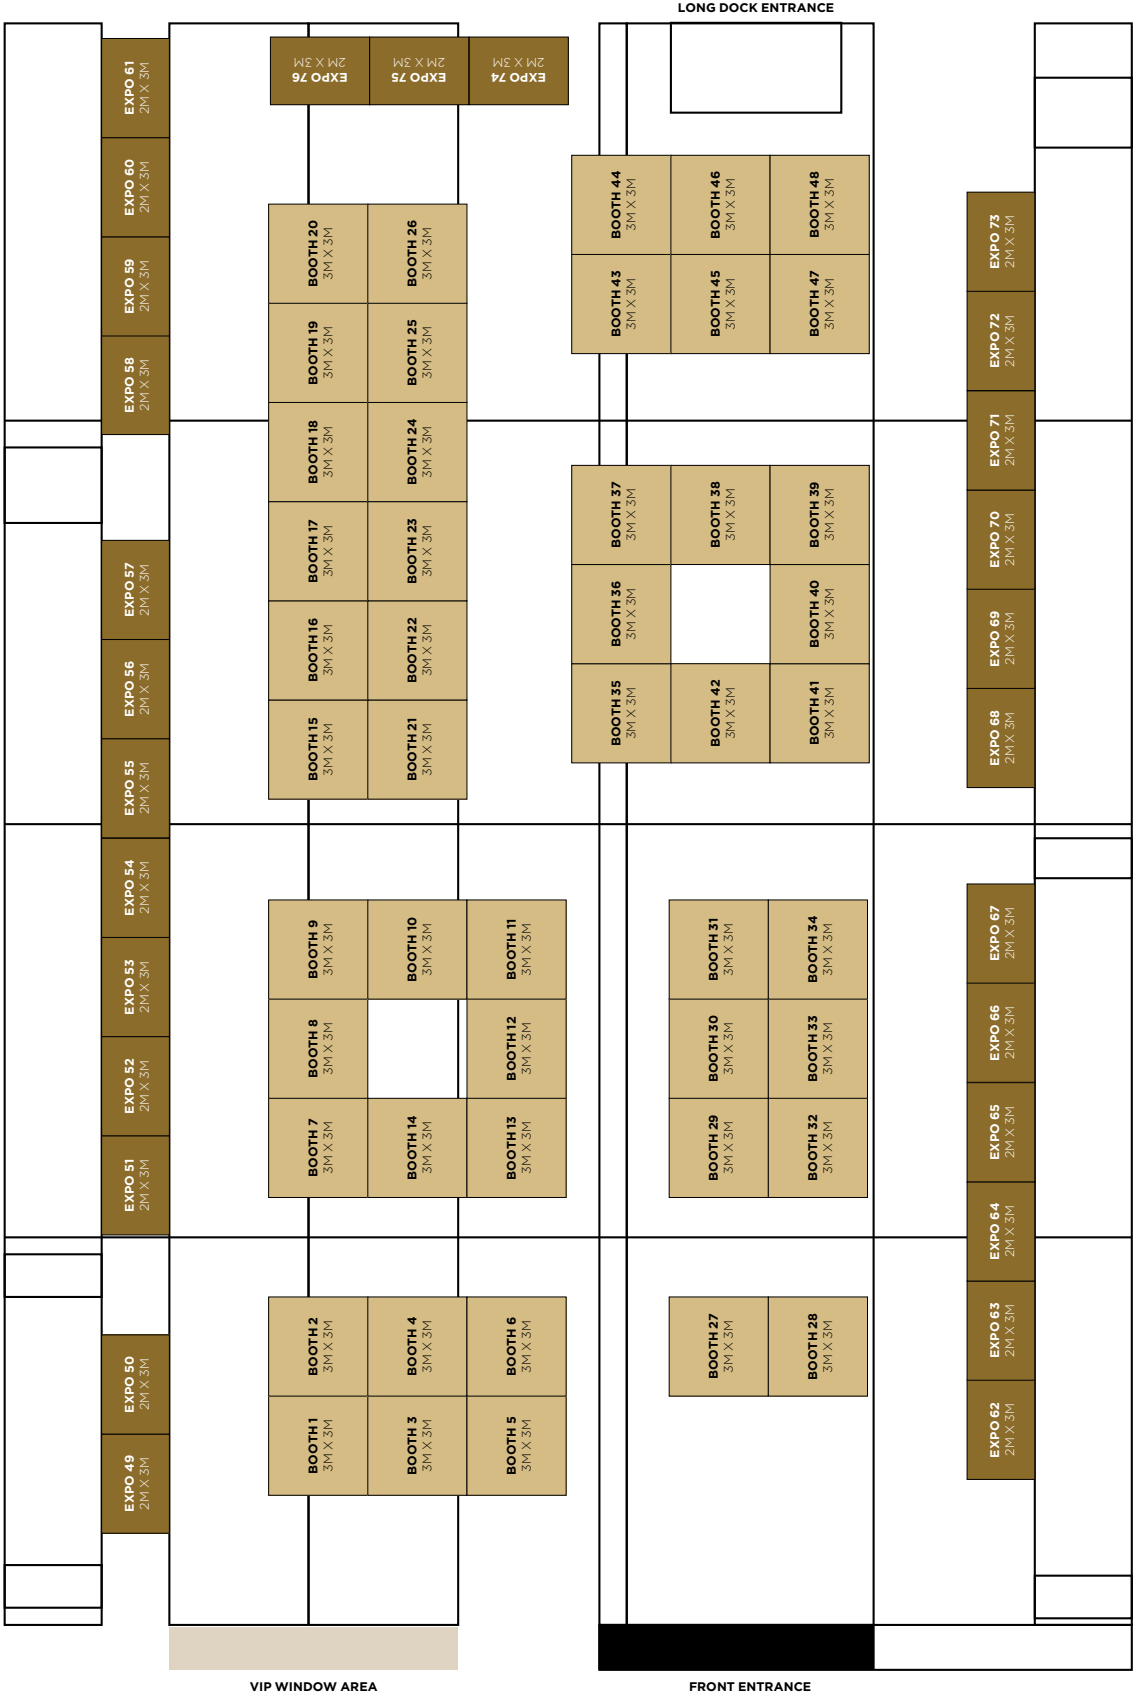 LONG DOCK ENTRANCE
EXPO 61
2M X 3M
EXPO 60
2M X 3M
EXPO 59
2M X 3M
EXPO 58
2M X 3M
EXPO 57
2M X 3M
EXPO 56
2M X 3M
EXPO 55
2M X 3M
EXPO 54
2M X 3M
EXPO 53
2M X 3M
EXPO 52
2M X 3M
EXPO 51
2M X 3M
EXPO 50
2M X 3M
EXPO 49
2M X 3M
EXPO 76
2M X 3M
EXPO 75
2M X 3M
EXPO 74
2M X 3M
BOOTH 20
3M X 3M
BOOTH 26
3M X 3M
BOOTH 19
3M X 3M
BOOTH 25
3M X 3M
BOOTH 18
3M X 3M
BOOTH 24
3M X 3M
BOOTH 17
3M X 3M
BOOTH 23
3M X 3M
BOOTH 16
3M X 3M
BOOTH 22
3M X 3M
BOOTH 15
3M X 3M
BOOTH 21
3M X 3M
BOOTH 9
3M X 3M
BOOTH 10
3M X 3M
BOOTH 11
3M X 3M
BOOTH 8
3M X 3M
BOOTH 12
3M X 3M
BOOTH 7
3M X 3M
BOOTH 14
3M X 3M
BOOTH 13
3M X 3M
BOOTH 2
3M X 3M
BOOTH 4
3M X 3M
BOOTH 6
3M X 3M
BOOTH 1
3M X 3M
BOOTH 3
3M X 3M
BOOTH 5
3M X 3M
BOOTH 44
3M X 3M
BOOTH 46
3M X 3M
BOOTH 48
3M X 3M
BOOTH 43
3M X 3M
BOOTH 45
3M X 3M
BOOTH 47
3M X 3M
BOOTH 37
3M X 3M
BOOTH 38
3M X 3M
BOOTH 39
3M X 3M
BOOTH 36
3M X 3M
BOOTH 40
3M X 3M
BOOTH 35
3M X 3M
BOOTH 42
3M X 3M
BOOTH 41
3M X 3M
BOOTH 31
3M X 3M
BOOTH 34
3M X 3M
BOOTH 30
3M X 3M
BOOTH 33
3M X 3M
BOOTH 29
3M X 3M
BOOTH 32
3M X 3M
BOOTH 27
3M X 3M
BOOTH 28
3M X 3M
EXPO 73
2M X 3M
EXPO 72
2M X 3M
EXPO 71
2M X 3M
EXPO 70
2M X 3M
EXPO 69
2M X 3M
EXPO 68
2M X 3M
EXPO 67
2M X 3M
EXPO 66
2M X 3M
EXPO 65
2M X 3M
EXPO 64
2M X 3M
EXPO 63
2M X 3M
EXPO 62
2M X 3M
VIP WINDOW AREA
FRONT ENTRANCE